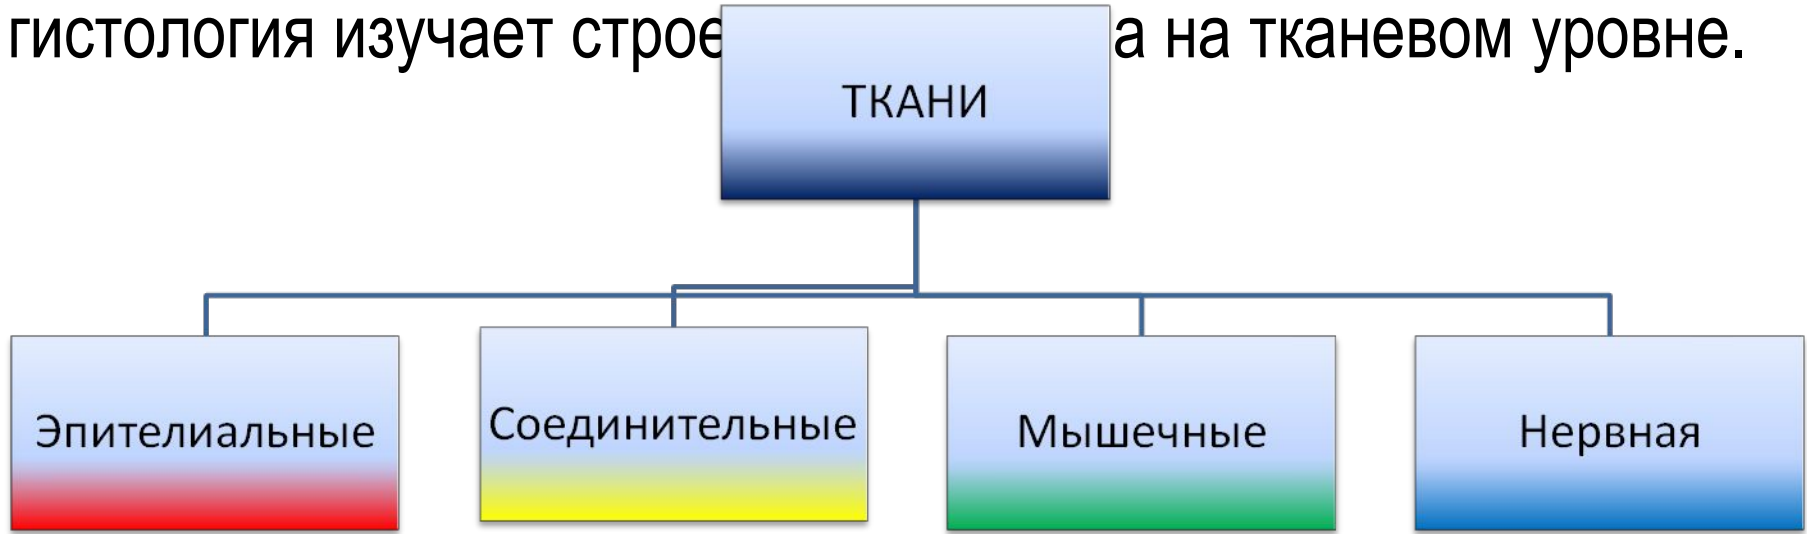 гистология изучает строе а на тканевом уровне.
ТКАНИ
Эпителиальные
Соединительные
Мышечные
Нервная